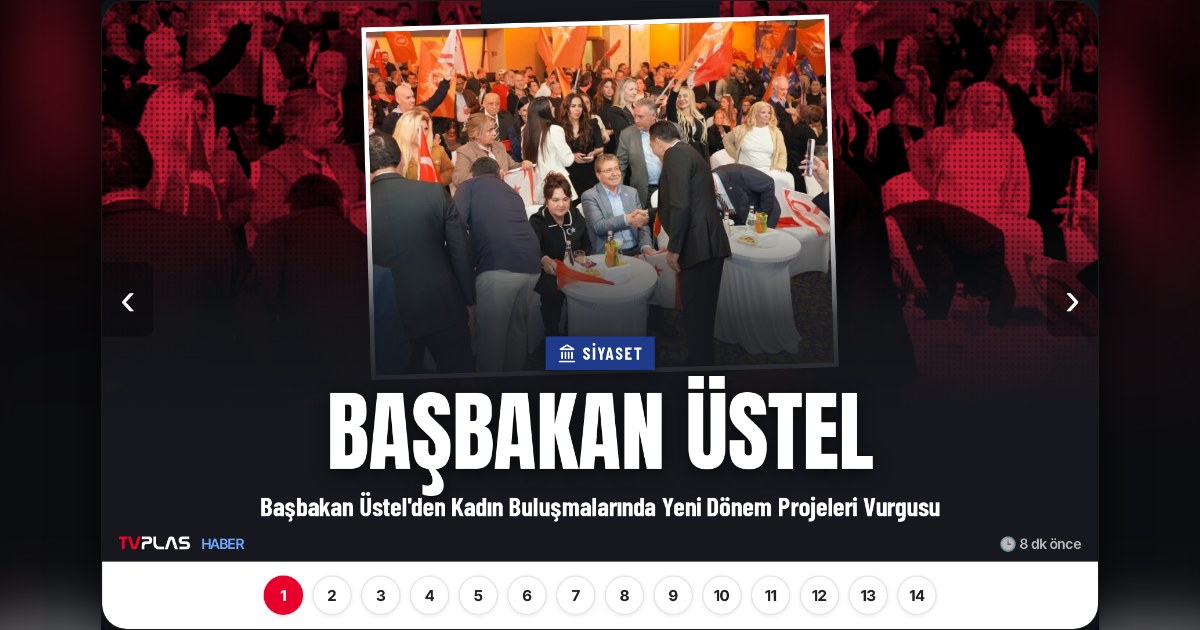 SİYASET
BAŞBAKAN ÜSTEL
Başbakan Üstel'den Kadın Buluşmalarında Yeni Dönem Projeleri Vurgusu
TVPLAS HABER
8 dk önce
1 2 3 4 5 6 7 8 9 10 11 12 13 14